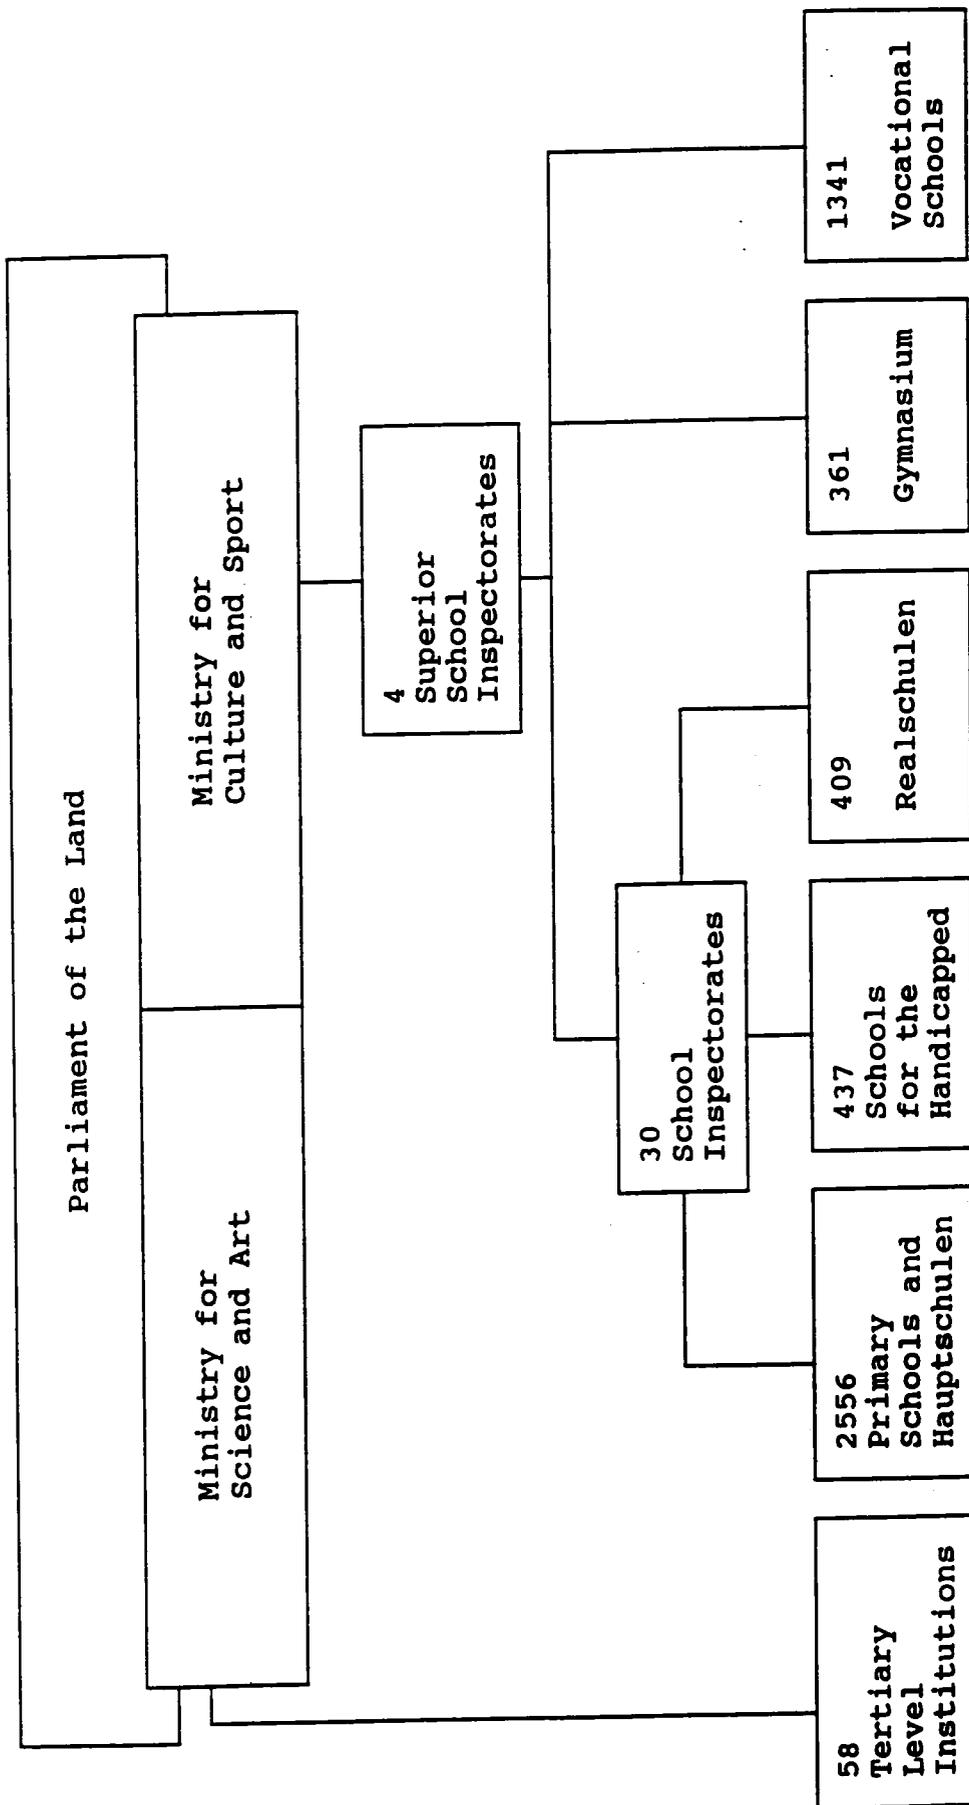 Parliament of the Land
Ministry for
Science and Art
Ministry for
Culture and Sport
4
Superior
School
Inspectorates
30
School
Inspectorates
58
Tertiary
Level
Institutions
2556
Primary
Schools and
Hauptschulen
437
Schools
for the
Handicapped
409
Realschulen
361
Gymnasium
1341
Vocational
Schools